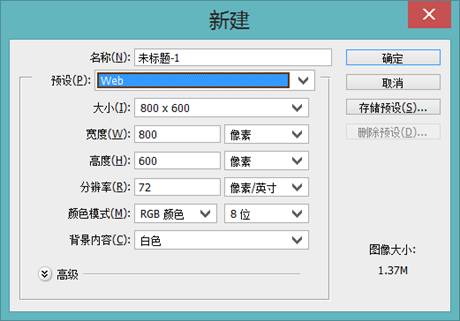 新建
名称(N): 未标题-1
确定
预设(P): Web
取消
大小(I): 800 x 600
存储预设(S)...
宽度(W): 800 像素
删除预设(D)...
高度(H): 600 像素
分辨率(R): 72 像素/英寸
颜色模式(M): RGB 颜色 8 位
背景内容(C): 白色
图像大小:
高级
1.37M